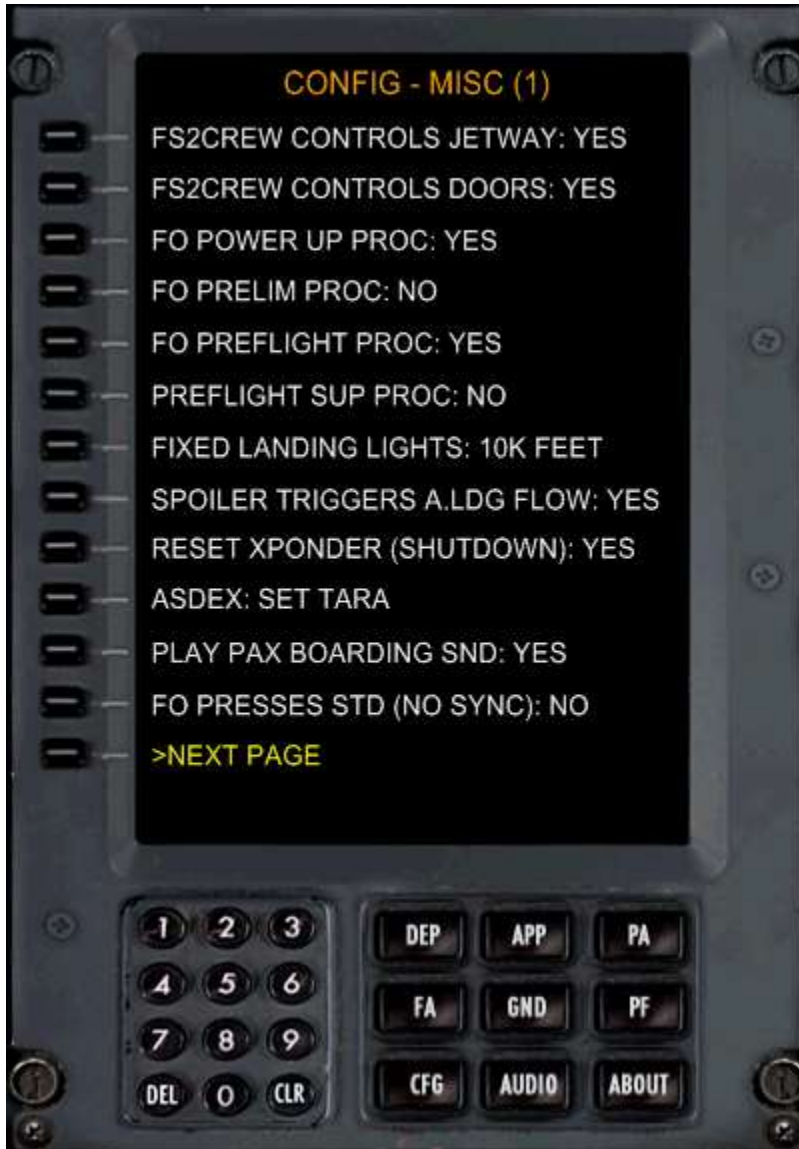 CONFIG - MISC (1)
FS2CREW CONTROLS JETWAY: YES
FS2CREW CONTROLS DOORS: YES
FO POWER UP PROC: YES
FO PRELIM PROC: NO
FO PREFLIGHT PROC: YES
PREFLIGHT SUP PROC: NO
FIXED LANDING LIGHTS: 10K FEET
SPOILER TRIGGERS A.LDG FLOW: YES
RESET XPONDER (SHUTDOWN): YES
ASDEX: SET TARA
PLAY PAX BOARDING SND: YES
FO PRESSES STD (NO SYNC): NO
>NEXT PAGE
1 2 3
4 5 6
7 8 9
DEL 0 CLR
DEP APP PA
FA GND PF
CFG AUDIO ABOUT